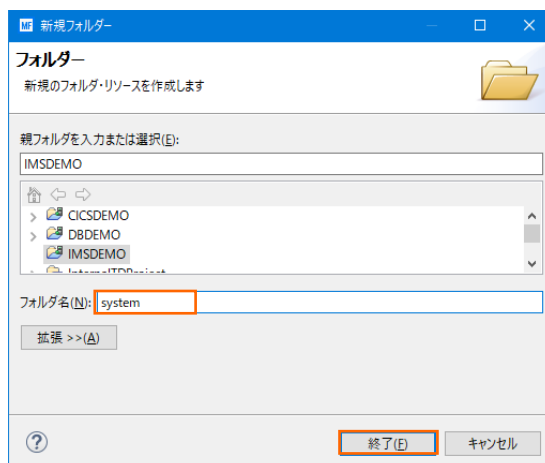 MF 新規フォルダー
フォルダー
新規のフォルダ・リソースを作成します
親フォルダを入力または選択(E):
IMSDEMO
CICSDEMO
DBDEMO
IMSDEMO
InternalTDProject
フォルダ名(N): system
拡張 >>(A)
終了(F) キャンセル